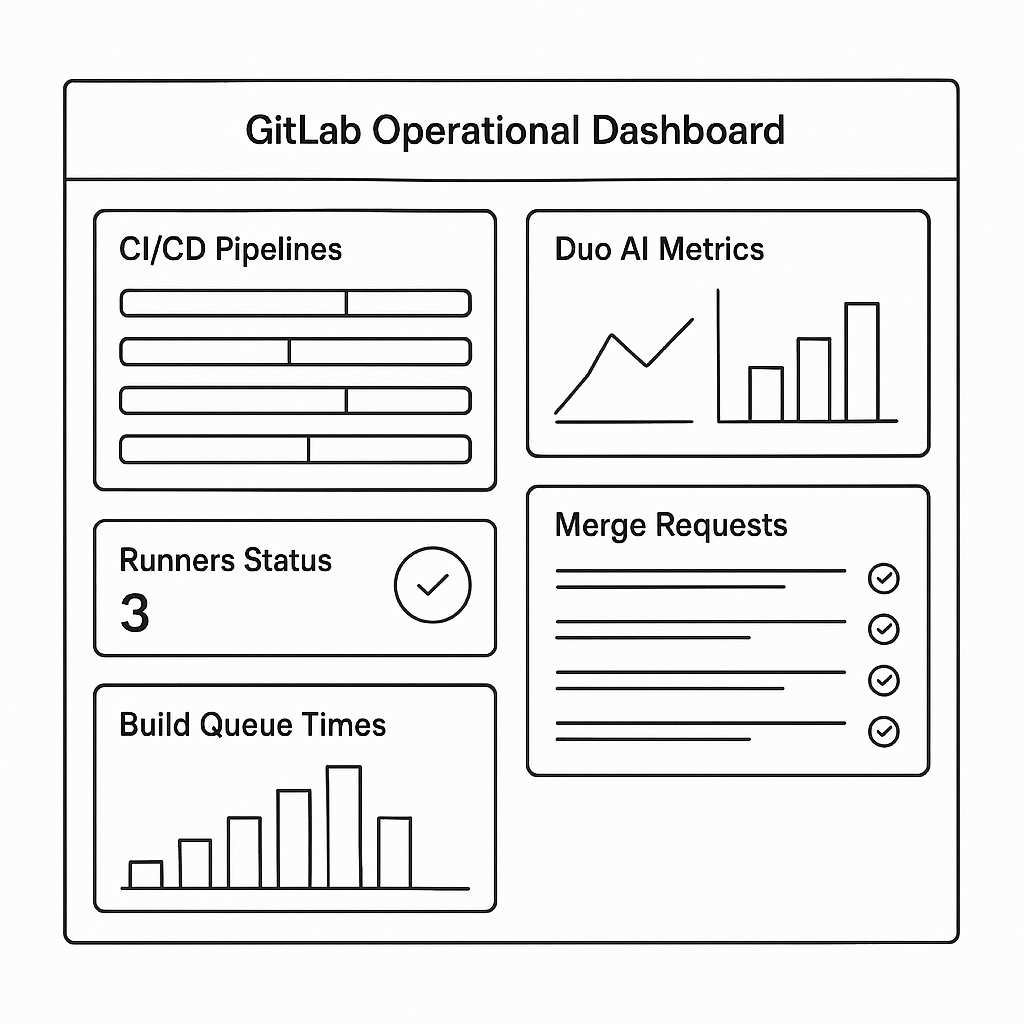 GitLab Operational Dashboard
CI/CD Pipelines
Runners Status
3
Build Queue Times
Duo AI Metrics
Merge Requests